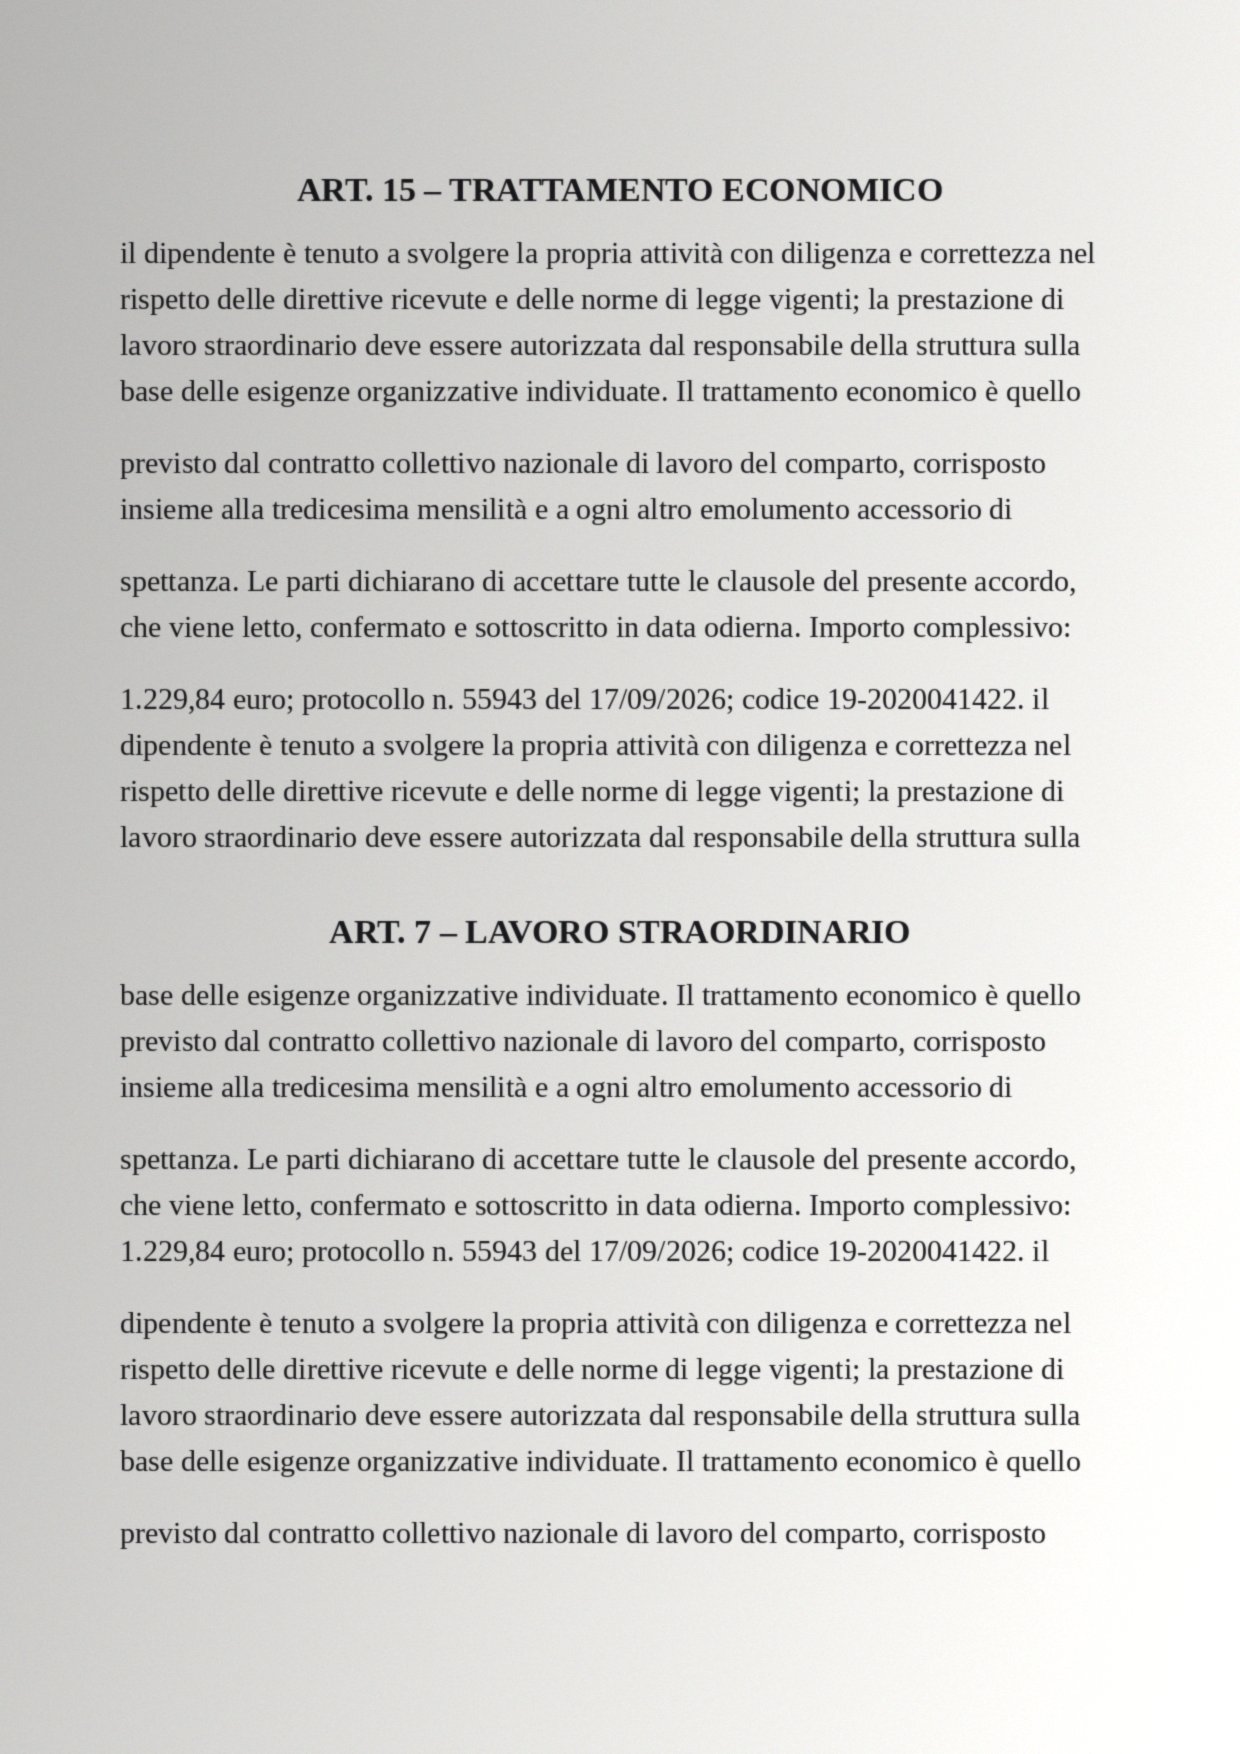 ART. 15 – TRATTAMENTO ECONOMICO
il dipendente è tenuto a svolgere la propria attività con diligenza e correttezza nel
rispetto delle direttive ricevute e delle norme di legge vigenti; la prestazione di
lavoro straordinario deve essere autorizzata dal responsabile della struttura sulla
base delle esigenze organizzative individuate. Il trattamento economico è quello
previsto dal contratto collettivo nazionale di lavoro del comparto, corrisposto
insieme alla tredicesima mensilità e a ogni altro emolumento accessorio di
spettanza. Le parti dichiarano di accettare tutte le clausole del presente accordo,
che viene letto, confermato e sottoscritto in data odierna. Importo complessivo:
1.229,84 euro; protocollo n. 55943 del 17/09/2026; codice 19-2020041422. il
dipendente è tenuto a svolgere la propria attività con diligenza e correttezza nel
rispetto delle direttive ricevute e delle norme di legge vigenti; la prestazione di
lavoro straordinario deve essere autorizzata dal responsabile della struttura sulla
ART. 7 – LAVORO STRAORDINARIO
base delle esigenze organizzative individuate. Il trattamento economico è quello
previsto dal contratto collettivo nazionale di lavoro del comparto, corrisposto
insieme alla tredicesima mensilità e a ogni altro emolumento accessorio di
spettanza. Le parti dichiarano di accettare tutte le clausole del presente accordo,
che viene letto, confermato e sottoscritto in data odierna. Importo complessivo:
1.229,84 euro; protocollo n. 55943 del 17/09/2026; codice 19-2020041422. il
dipendente è tenuto a svolgere la propria attività con diligenza e correttezza nel
rispetto delle direttive ricevute e delle norme di legge vigenti; la prestazione di
lavoro straordinario deve essere autorizzata dal responsabile della struttura sulla
base delle esigenze organizzative individuate. Il trattamento economico è quello
previsto dal contratto collettivo nazionale di lavoro del comparto, corrisposto